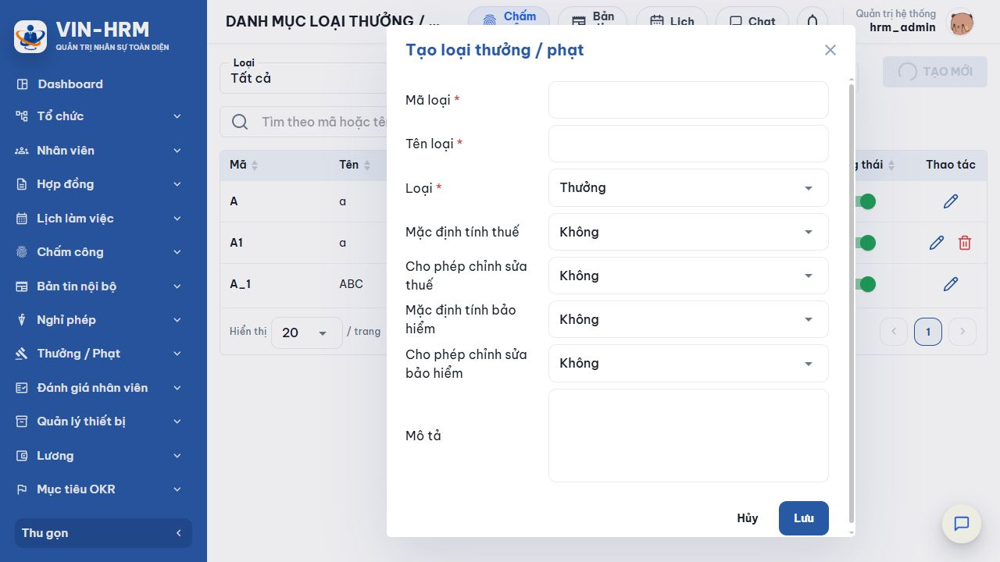 VIN-HRM
QUẢN TRỊ NHÂN SỰ TOÀN DIỆN
Dashboard
Tổ chức
Nhân viên
Hợp đồng
Lịch làm việc
Chấm công
Bản tin nội bộ
Nghỉ phép
Thưởng / Phạt
Đánh giá nhân viên
Quản lý thiết bị
Lương
Mục tiêu OKR
Thu gọn
DANH MỤC LOẠI THƯỞNG / ...
Chấm
Bản
Lịch
Chat
Quản trị hệ thống
hrm_admin
Loại
Tất cả
TẠO MỚI
Tìm theo mã hoặc tên
Mã
Tên
thái
Thao tác
A
a
A1
a
A_1
ABC
Hiển thị
20
/ trang
1
Tạo loại thưởng / phạt
Mã loại *
Tên loại *
Loại *
Thưởng
Mặc định tính thuế
Không
Cho phép chỉnh sửa
thuế
Không
Mặc định tính bảo
hiểm
Không
Cho phép chỉnh sửa
bảo hiểm
Không
Mô tả
Hủy
Lưu